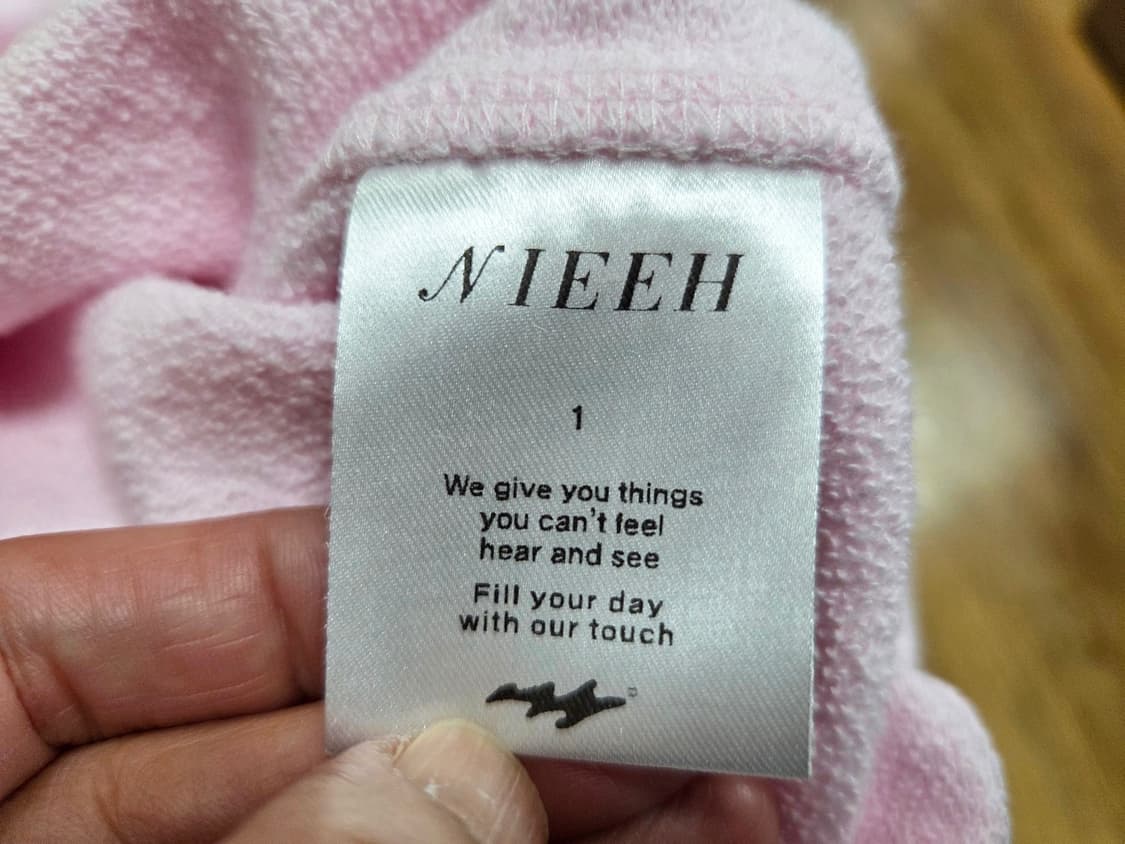 NIEEH
1
We give you things
you can't feel
hear and see
Fill your day
with our touch